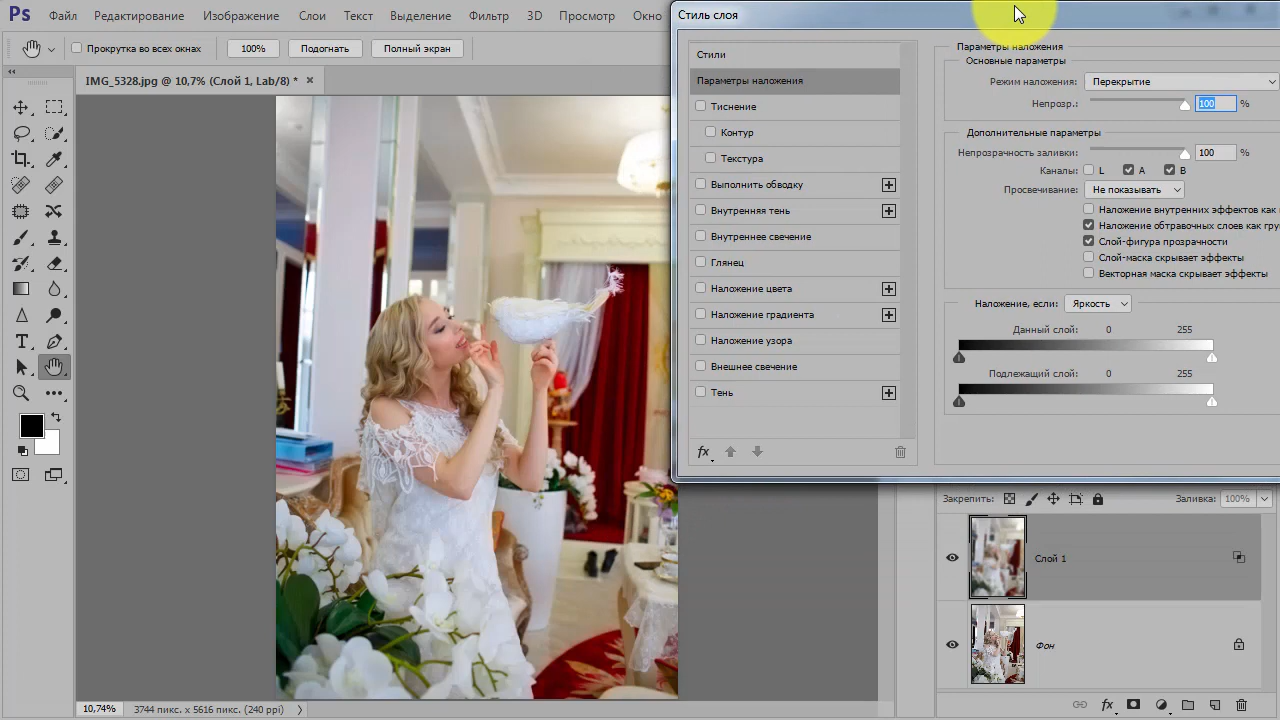 Ps Файл Редактирование Изображение Слои Текст Выделение Фильтр 3D Просмотр Окно
Прокрутка во всех окнах 100% Подогнать Полный экран
IMG_5328.jpg @ 10,7% (Слой 1, Lab/8) * ×
T
10,74% 3744 пикс. x 5616 пикс. (240 ppi)
Стиль слоя
Стили
Параметры наложения
Тиснение
Контур
Текстура
Выполнить обводку
Внутренняя тень
Внутреннее свечение
Глянец
Наложение цвета
Наложение градиента
Наложение узора
Внешнее свечение
Тень
fx
Параметры наложения
Основные параметры
Режим наложения: Перекрытие
Непрозр.: 100 %
Дополнительные параметры
Непрозрачность заливки: 100 %
Каналы: L A B
Просвечивание: Не показывать
Наложение внутренних эффектов как
Наложение обтравочных слоев как гру
Слой-фигура прозрачности
Слой-маска скрывает эффекты
Векторная маска скрывает эффекты
Наложение, если: Яркость
Данный слой: 0 255
Подлежащий слой: 0 255
Закрепить: Заливка: 100%
Слой 1
Фон
fx